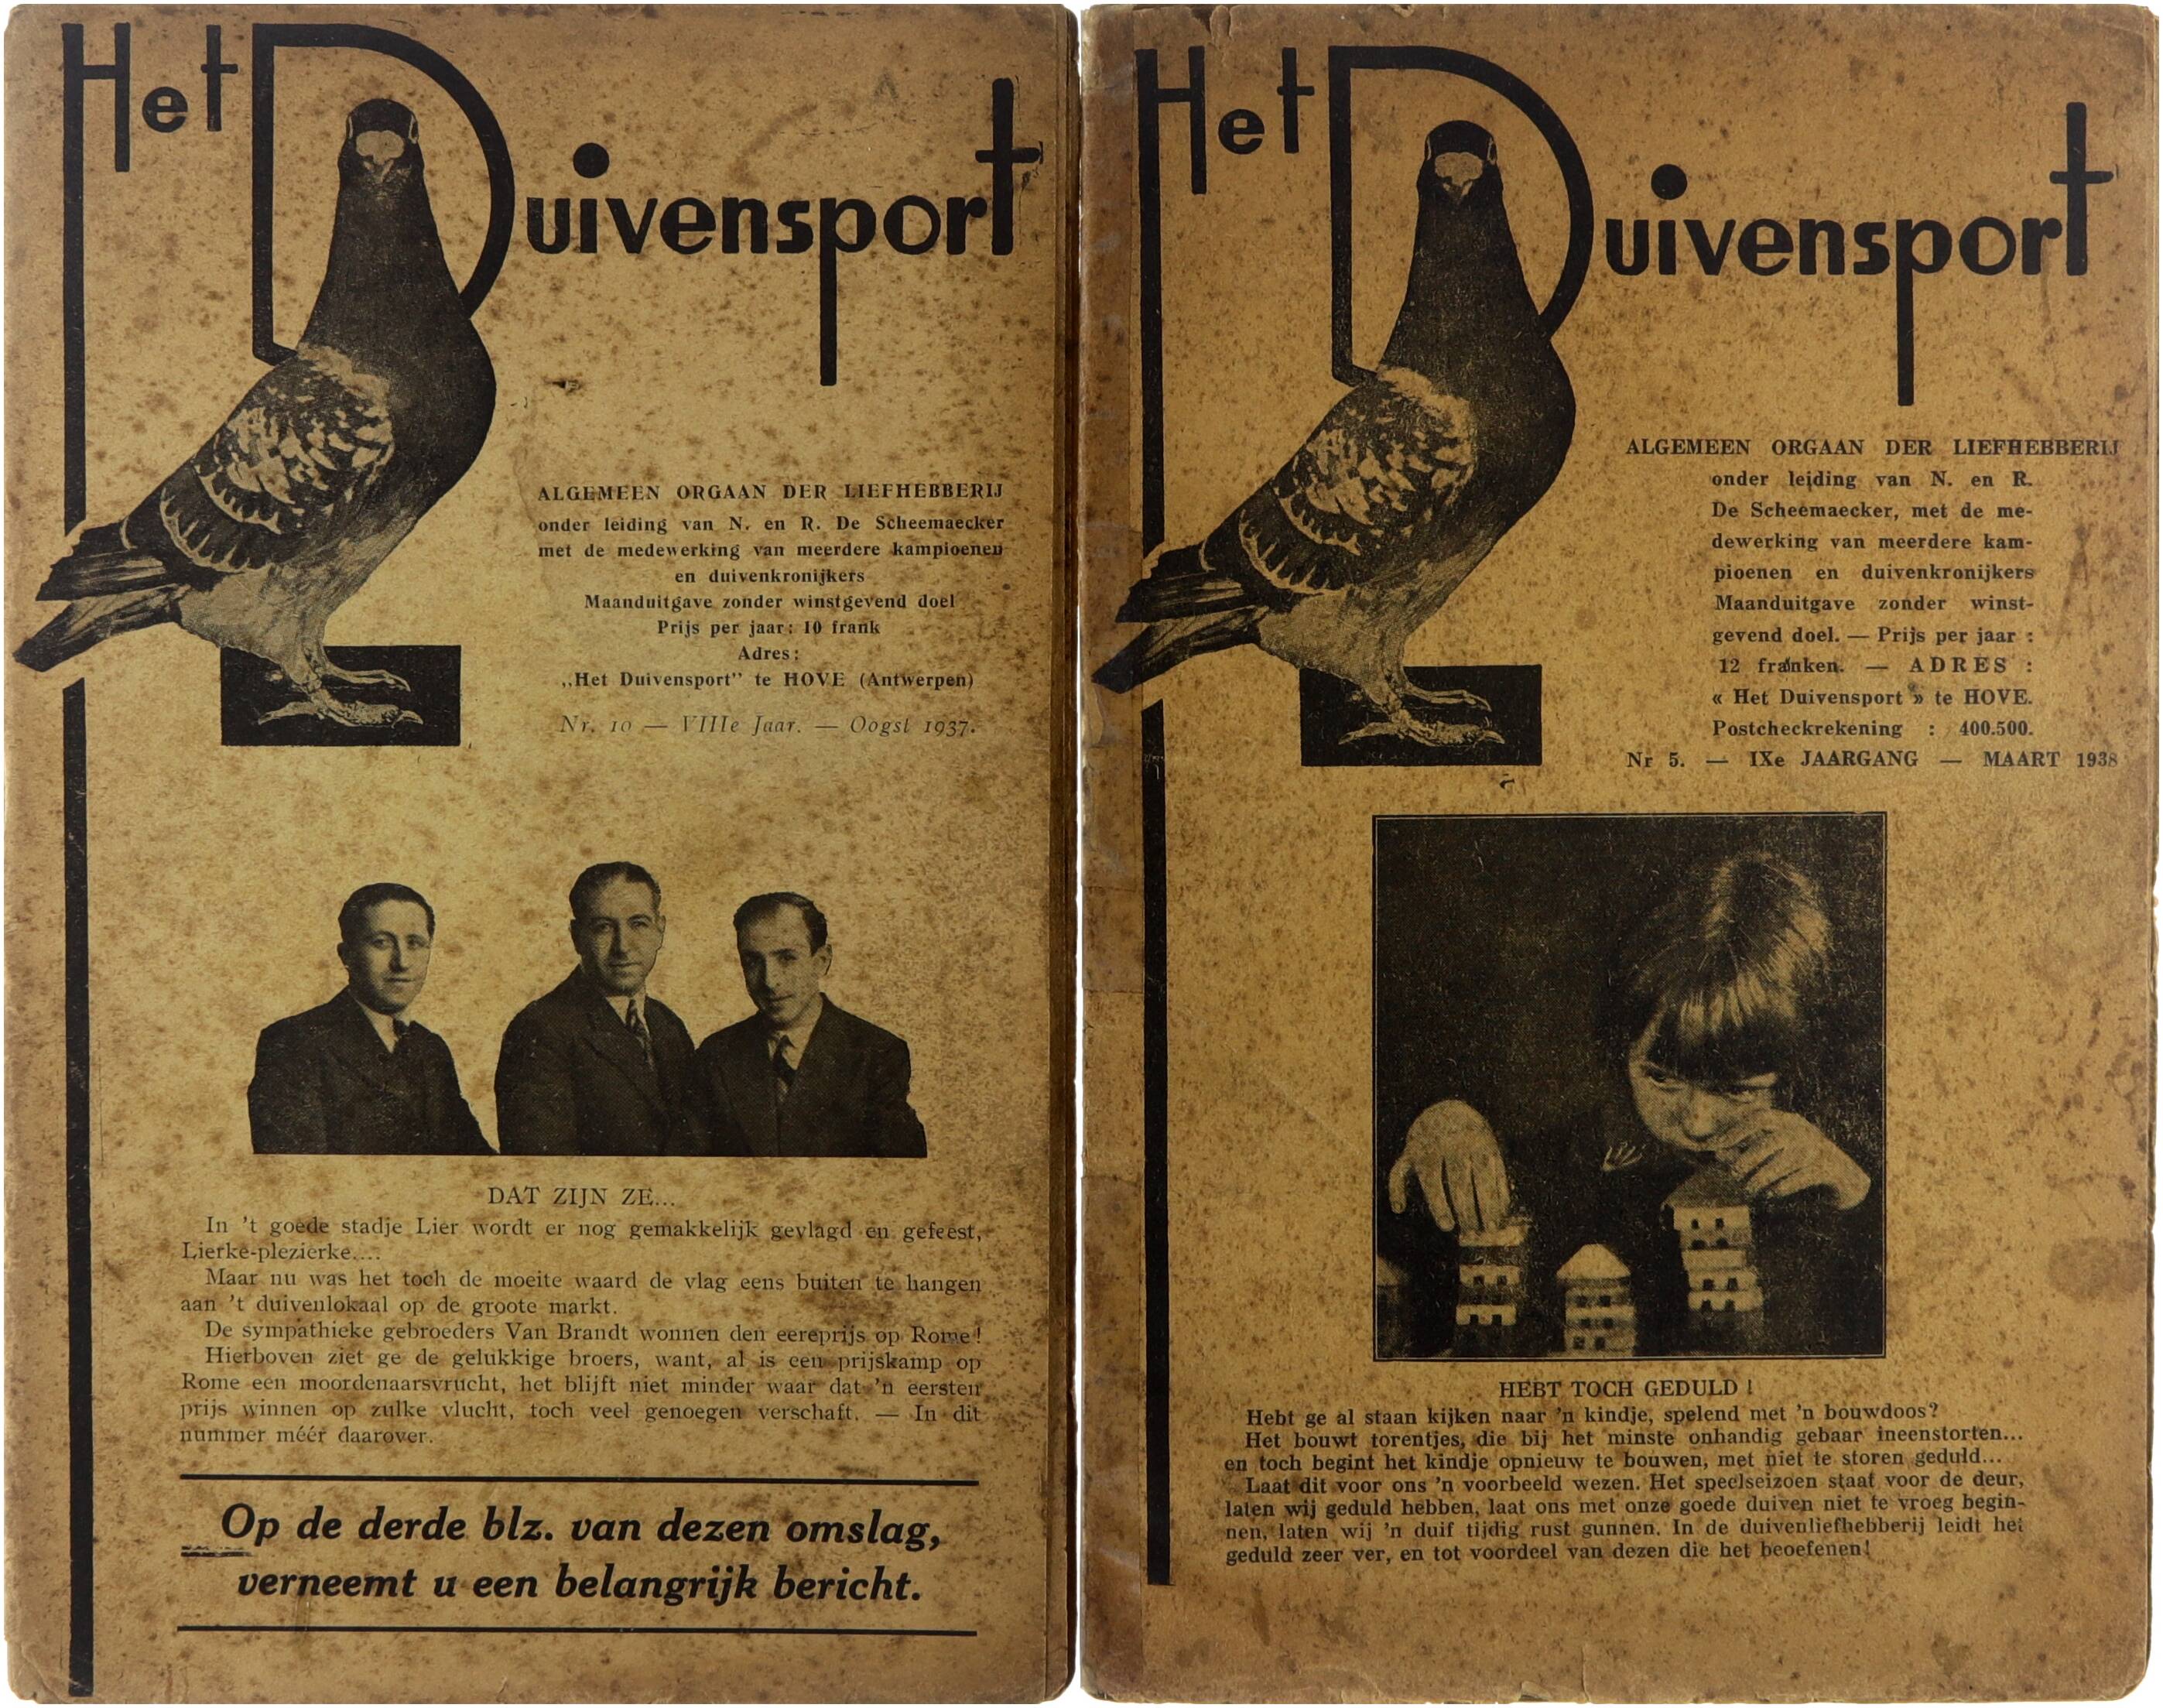 Het Duivensport
ALGEMEEN ORGAAN DER LIEFHEBBERIJ
onder leiding van N. en R. De Scheemaecker
met de medewerking van meerdere kampioenen
en duivenkronijkers
Maanduitgave zonder winstgevend doel
Prijs per jaar: 10 frank
Adres:
,,Het Duivensport" te HOVE (Antwerpen)
Nr. 10 — VIIIe Jaar. — Oogst 1937.
DAT ZIJN ZE...
In 't goede stadje Lier wordt er nog gemakkelijk gevlagd en gefeest,
Lierke-plezierke....
Maar nu was het toch de moeite waard de vlag eens buiten te hangen
aan 't duivenlokaal op de groote markt.
De sympathieke gebroeders Van Brandt wonnen den eereprijs op Rome!
Hierboven ziet ge de gelukkige broers, want, al is een prijskamp op
Rome een moordenaarsvrucht, het blijft niet minder waar dat 'n eersten
prijs winnen op zulke vlucht, toch veel genoegen verschaft. — In dit
nummer méér daarover.
Op de derde blz. van dezen omslag,
verneemt u een belangrijk bericht.
Het Duivensport
ALGEMEEN ORGAAN DER LIEFHEBBERIJ
onder leiding van N. en R.
De Scheemaecker, met de me-
dewerking van meerdere kam-
pioenen en duivenkronijkers
Maanduitgave zonder winst-
gevend doel. — Prijs per jaar :
12 franken. — ADRES :
« Het Duivensport » te HOVE.
Postcheckrekening : 400.500.
Nr 5. — IXe JAARGANG — MAART 1938
HEBT TOCH GEDULD !
Hebt ge al staan kijken naar 'n kindje, spelend met 'n bouwdoos?
Het bouwt torentjes, die bij het minste onhandig gebaar ineenstorten...
en toch begint het kindje opnieuw te bouwen, met niet te storen geduld...
Laat dit voor ons 'n voorbeeld wezen. Het speelseizoen staat voor de deur,
laten wij geduld hebben, laat ons met onze goede duiven niet te vroeg begin-
nen, laten wij 'n duif tijdig rust gunnen. In de duivenliefhebberij leidt het
geduld zeer ver, en tot voordeel van dezen die het beoefenen!